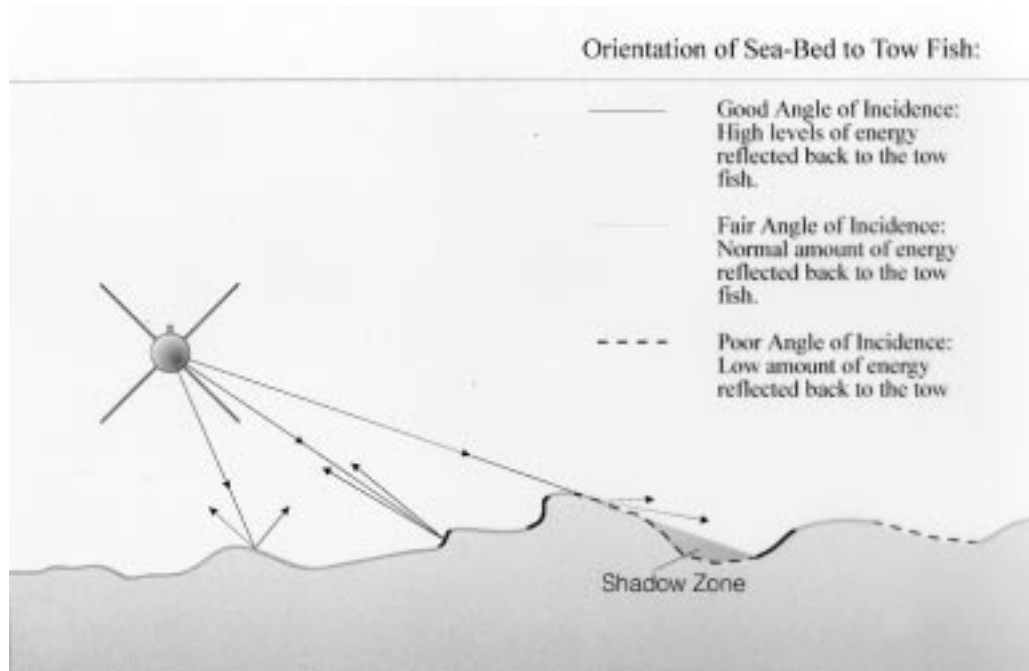 Orientation of Sea-Bed to Tow Fish:
Good Angle of Incidence:
High levels of energy
reflected back to the tow
fish.
Fair Angle of Incidence:
Normal amount of energy
reflected back to the tow
fish.
Poor Angle of Incidence:
Low amount of energy
reflected back to the tow
Shadow Zone